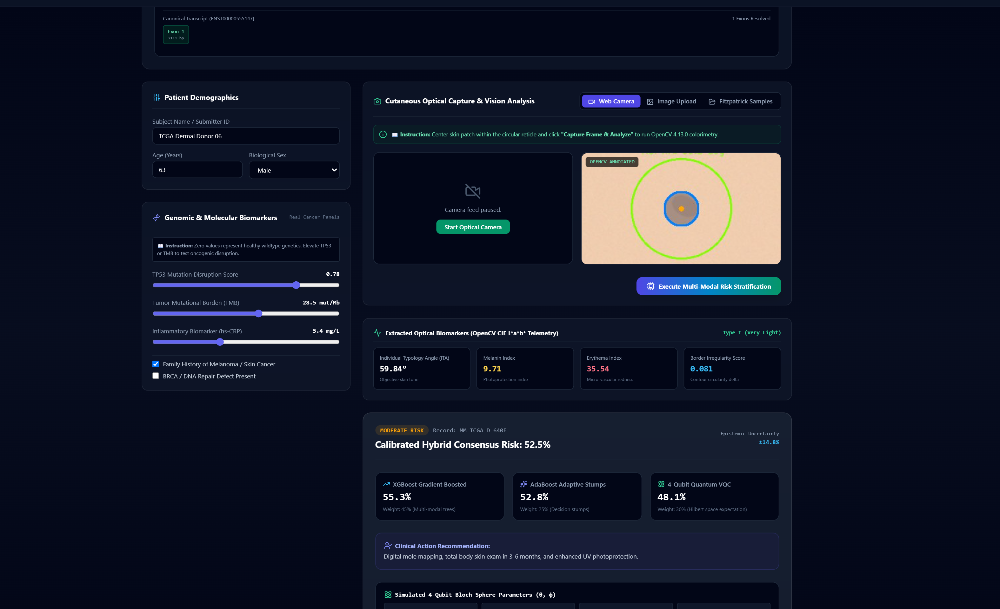 Canonical Transcript (ENST00000555147)
1 Exons Resolved
Exon 1
2111 bp
Patient Demographics
Subject Name / Submitter ID
TCGA Dermal Donor 06
Age (Years)
Biological Sex
63
Male
Genomic & Molecular Biomarkers
Real Cancer Panels
📖 Instruction: Zero values represent healthy wildtype genetics. Elevate TP53
or TMB to test oncogenic disruption.
TP53 Mutation Disruption Score
0.78
Tumor Mutational Burden (TMB)
28.5 mut/Mb
Inflammatory Biomarker (hs-CRP)
5.4 mg/L
Family History of Melanoma / Skin Cancer
BRCA / DNA Repair Defect Present
Cutaneous Optical Capture & Vision Analysis
Web Camera
Image Upload
Fitzpatrick Samples
📖 Instruction: Center skin patch within the circular reticle and click "Capture Frame & Analyze" to run OpenCV 4.13.0 colorimetry.
Camera feed paused.
Start Optical Camera
OPENCV ANNOTATED
Execute Multi-Modal Risk Stratification
Extracted Optical Biomarkers (OpenCV CIE L*a*b* Telemetry)
Type I (Very Light)
Individual Typology Angle (ITA)
59.84°
Objective skin tone
Melanin Index
9.71
Photoprotection index
Erythema Index
35.54
Micro-vascular redness
Border Irregularity Score
0.081
Contour circularity delta
MODERATE RISK
Record: MM-TCGA-D-640E
Calibrated Hybrid Consensus Risk: 52.5%
Epistemic Uncertainty
±14.8%
XGBoost Gradient Boosted
55.3%
Weight: 45% (Multi-modal trees)
AdaBoost Adaptive Stumps
52.8%
Weight: 25% (Decision stumps)
4-Qubit Quantum VQC
48.1%
Weight: 30% (Hilbert space expectation)
Clinical Action Recommendation:
Digital mole mapping, total body skin exam in 3-6 months, and enhanced UV photoprotection.
Simulated 4-Qubit Bloch Sphere Parameters (θ, ϕ)